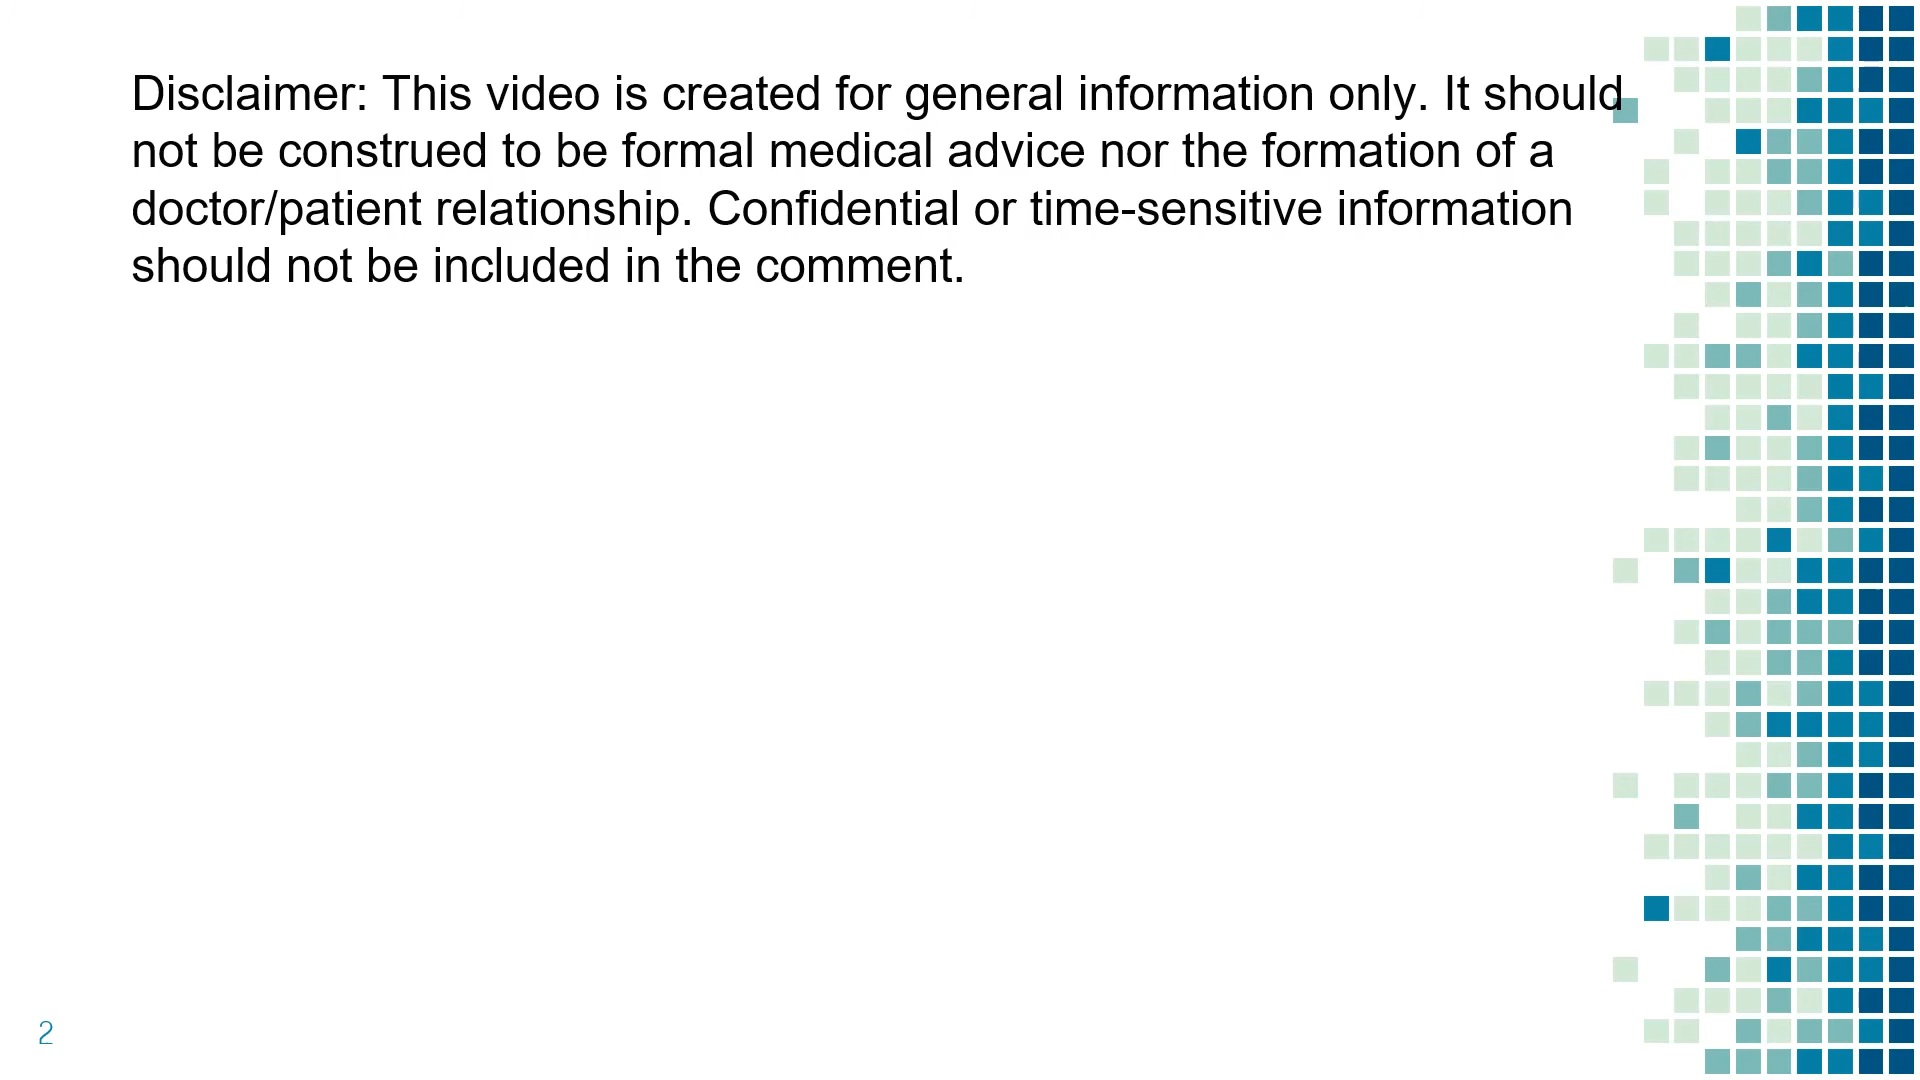 Disclaimer: This video is created for general information only. It should
not be construed to be formal medical advice nor the formation of a
doctor/patient relationship. Confidential or time-sensitive information
should not be included in the comment.
2